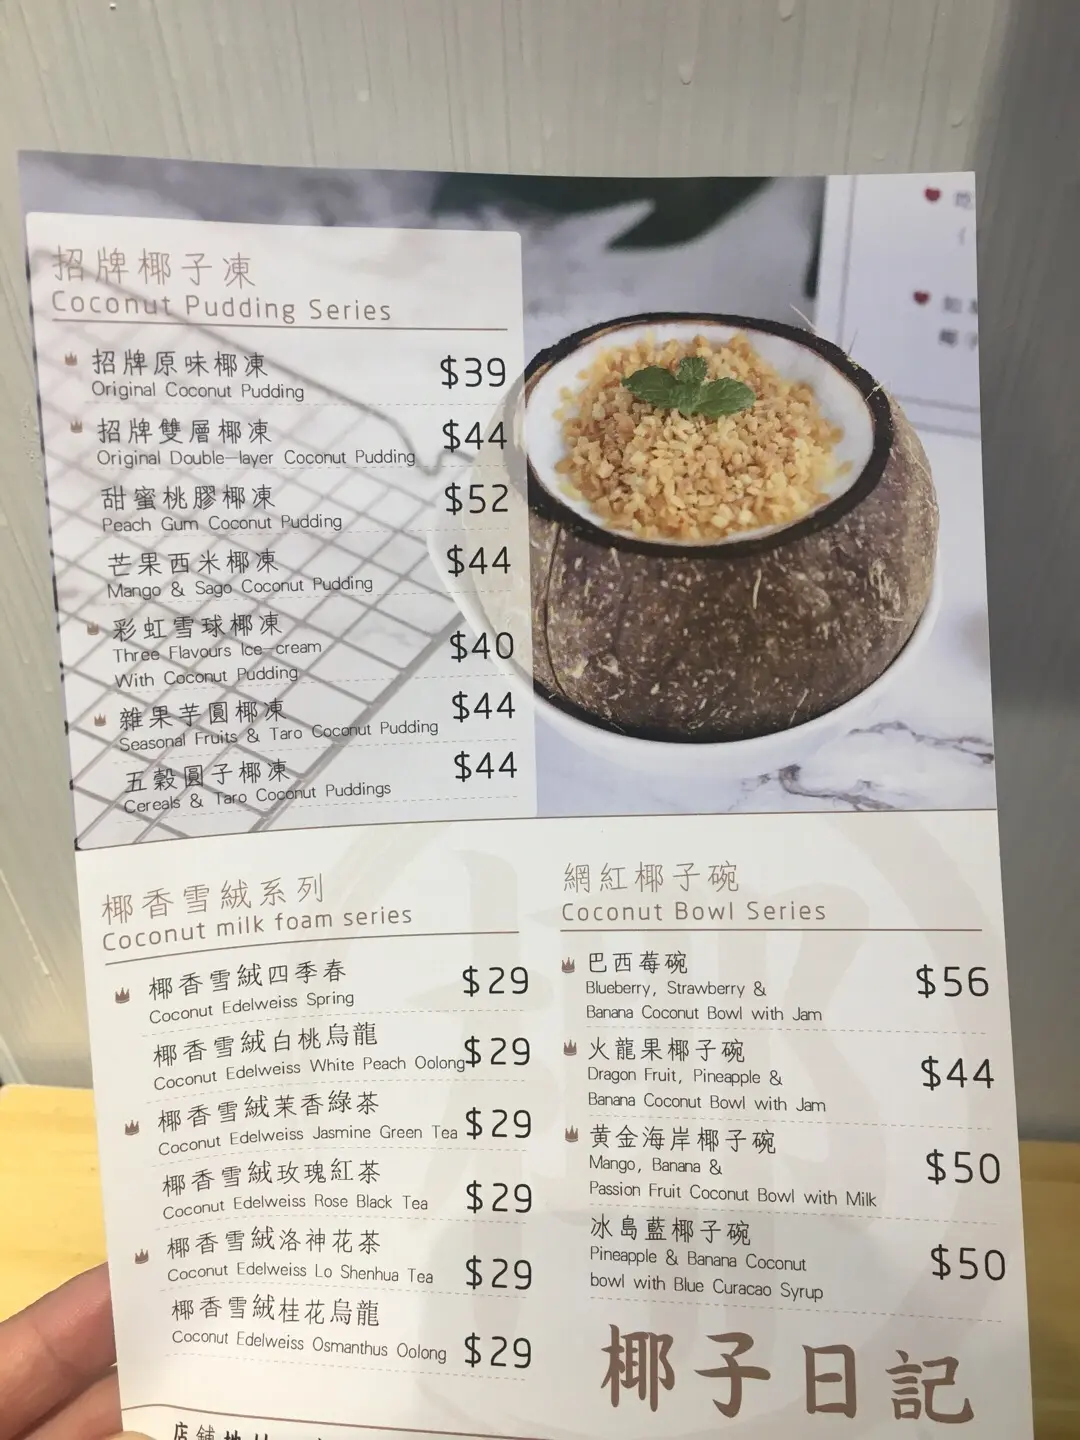 招牌椰子凍
Coconut Pudding Series
招牌原味椰凍 $39
Original Coconut Pudding
招牌雙層椰凍 $44
Original Double-layer Coconut Pudding
甜蜜桃膠椰凍 $52
Peach Gum Coconut Pudding
芒果西米椰凍 $44
Mango & Sago Coconut Pudding
彩虹雪球椰凍
Three Flavours Ice-cream $40
With Coconut Pudding
雜果芋圓椰凍 $44
Seasonal Fruits & Taro Coconut Pudding
五穀圓子椰凍 $44
Cereals & Taro Coconut Puddings
椰香雪絨系列
Coconut milk foam series
椰香雪絨四季春 $29
Coconut Edelweiss Spring
椰香雪絨白桃烏龍 $29
Coconut Edelweiss White Peach Oolong
椰香雪絨茉香綠茶 $29
Coconut Edelweiss Jasmine Green Tea
椰香雪絨玫瑰紅茶 $29
Coconut Edelweiss Rose Black Tea
椰香雪絨洛神花茶 $29
Coconut Edelweiss Lo Shenhua Tea
椰香雪絨桂花烏龍 $29
Coconut Edelweiss Osmanthus Oolong
網紅椰子碗
Coconut Bowl Series
巴西莓碗 $56
Blueberry, Strawberry &
Banana Coconut Bowl with Jam
火龍果椰子碗 $44
Dragon Fruit, Pineapple &
Banana Coconut Bowl with Jam
黄金海岸椰子碗 $50
Mango, Banana &
Passion Fruit Coconut Bowl with Milk
冰島藍椰子碗 $50
Pineapple & Banana Coconut
bowl with Blue Curacao Syrup
椰子日記
店鋪